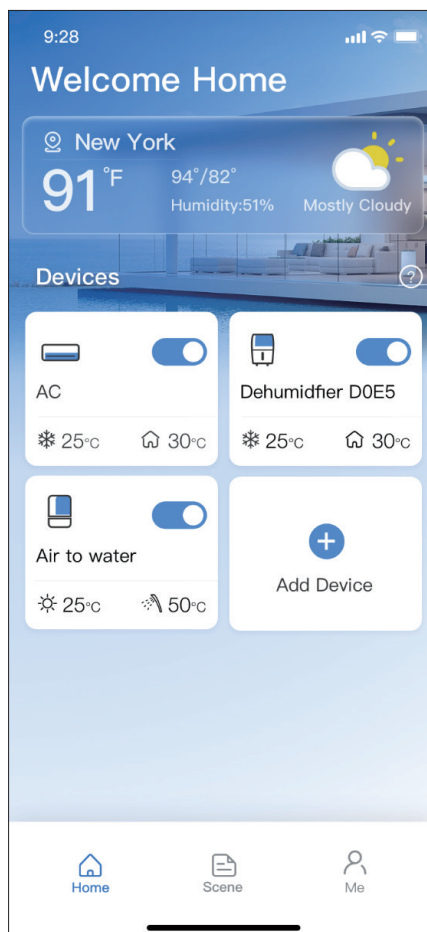 9:28
Welcome Home
New York
91°F
94°/82°
Humidity:51%
Mostly Cloudy
Devices
?
AC
25°C
30°C
Dehumidfier D0E5
25°C
30°C
Air to water
25°C
50°C
Add Device
Home
Scene
Me